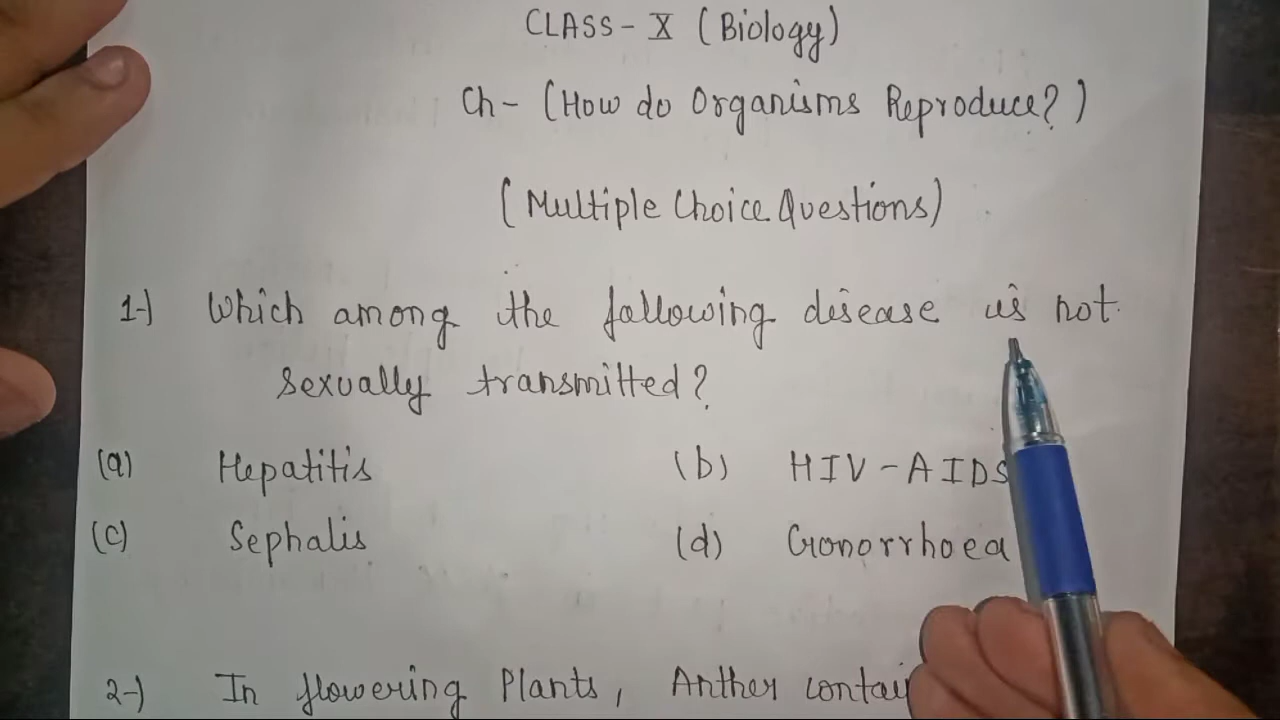 CLASS - X (Biology)
Ch - (How do Organisms Reproduce?)
(Multiple Choice Questions)
1-) Which among the fallowing disease is not
sexually transmitted?
(a) Hepatitis (b) HIV - AIDS
(c) Sephalis (d) Gonorrhoea
2-) In flowering Plants, Anther contai